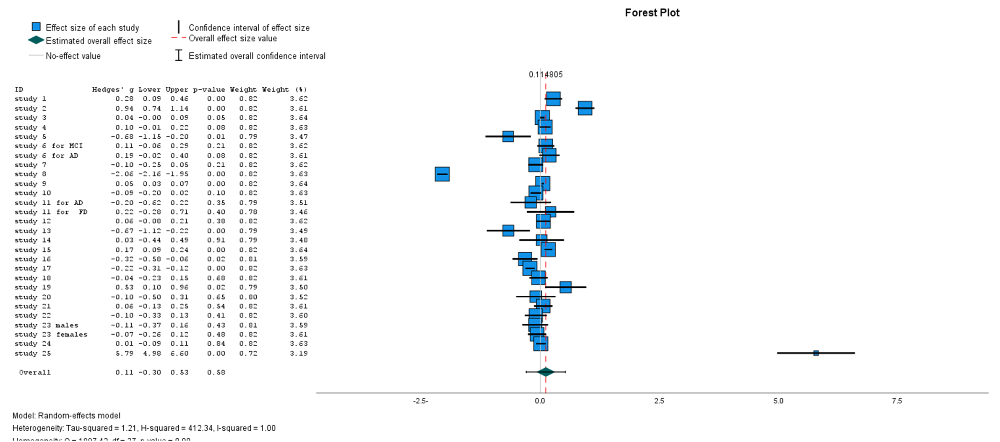 Forest Plot
Effect size of each study
Confidence interval of effect size
Estimated overall effect size
Overall effect size value
No-effect value
Estimated overall confidence interval
0.114805
ID Hedges' g Lower Upper p-value Weight Weight (%)
study 1 0.28 0.09 0.46 0.00 0.82 3.62
study 2 0.94 0.74 1.14 0.00 0.82 3.61
study 3 0.04 -0.00 0.09 0.05 0.82 3.64
study 4 0.10 -0.01 0.22 0.08 0.82 3.63
study 5 -0.68 -1.15 -0.20 0.01 0.79 3.47
study 6 for MCI 0.11 -0.06 0.29 0.21 0.82 3.62
study 6 for AD 0.19 -0.02 0.40 0.08 0.82 3.61
study 7 -0.10 -0.25 0.05 0.21 0.82 3.62
study 8 -2.06 -2.16 -1.95 0.00 0.82 3.63
study 9 0.05 0.03 0.07 0.00 0.82 3.64
study 10 -0.09 -0.20 0.02 0.10 0.82 3.63
study 11 for AD -0.20 -0.62 0.22 0.35 0.79 3.51
study 11 for FD 0.22 -0.28 0.71 0.40 0.78 3.46
study 12 0.06 -0.08 0.21 0.38 0.82 3.62
study 13 -0.67 -1.12 -0.22 0.00 0.79 3.49
study 14 0.03 -0.44 0.49 0.91 0.79 3.48
study 15 0.17 0.09 0.24 0.00 0.82 3.64
study 16 -0.32 -0.58 -0.06 0.02 0.81 3.59
study 17 -0.22 -0.31 -0.12 0.00 0.82 3.63
study 18 -0.04 -0.23 0.15 0.68 0.82 3.61
study 19 0.53 0.10 0.96 0.02 0.79 3.50
study 20 -0.10 -0.50 0.31 0.65 0.80 3.52
study 21 0.06 -0.13 0.25 0.54 0.82 3.61
study 22 -0.10 -0.33 0.13 0.41 0.82 3.60
study 23 males -0.11 -0.37 0.16 0.43 0.81 3.59
study 23 females -0.07 -0.26 0.12 0.48 0.82 3.61
study 24 0.01 -0.09 0.11 0.84 0.82 3.63
study 25 5.79 4.98 6.60 0.00 0.72 3.19
Overall 0.11 -0.30 0.53 0.58
-2.5- 0.0 2.5 5.0 7.5
Model: Random-effects model
Heterogeneity: Tau-squared = 1.21, H-squared = 412.34, I-squared = 1.00